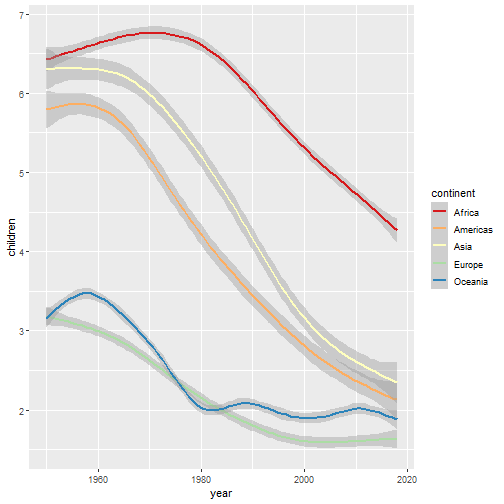 7
6
5
4
3
2
children
1960
1980
2000
2020
year
continent
Africa
Americas
Asia
Europe
Oceania